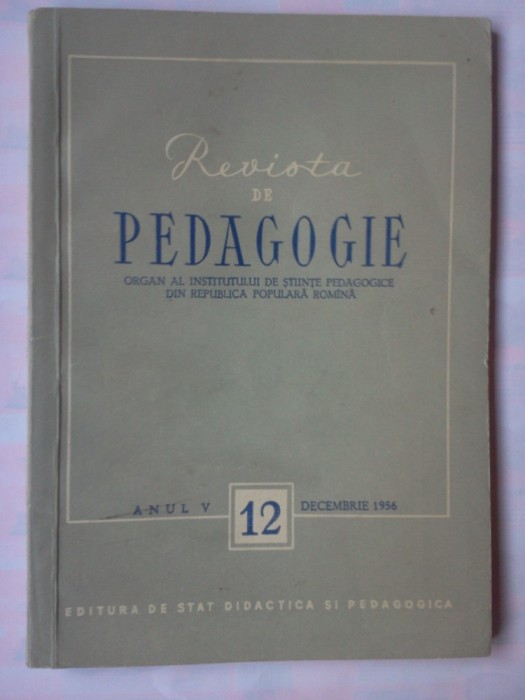 Revista
DE
PEDAGOGIE
ORGAN AL INSTITUTULUI DE ȘTIINȚE PEDAGOGICE
DIN REPUBLICA POPULARĂ ROMÎNĂ
ANUL V 12 DECEMBRIE 1956
EDITURA DE STAT DIDACTICA SI PEDAGOGICA